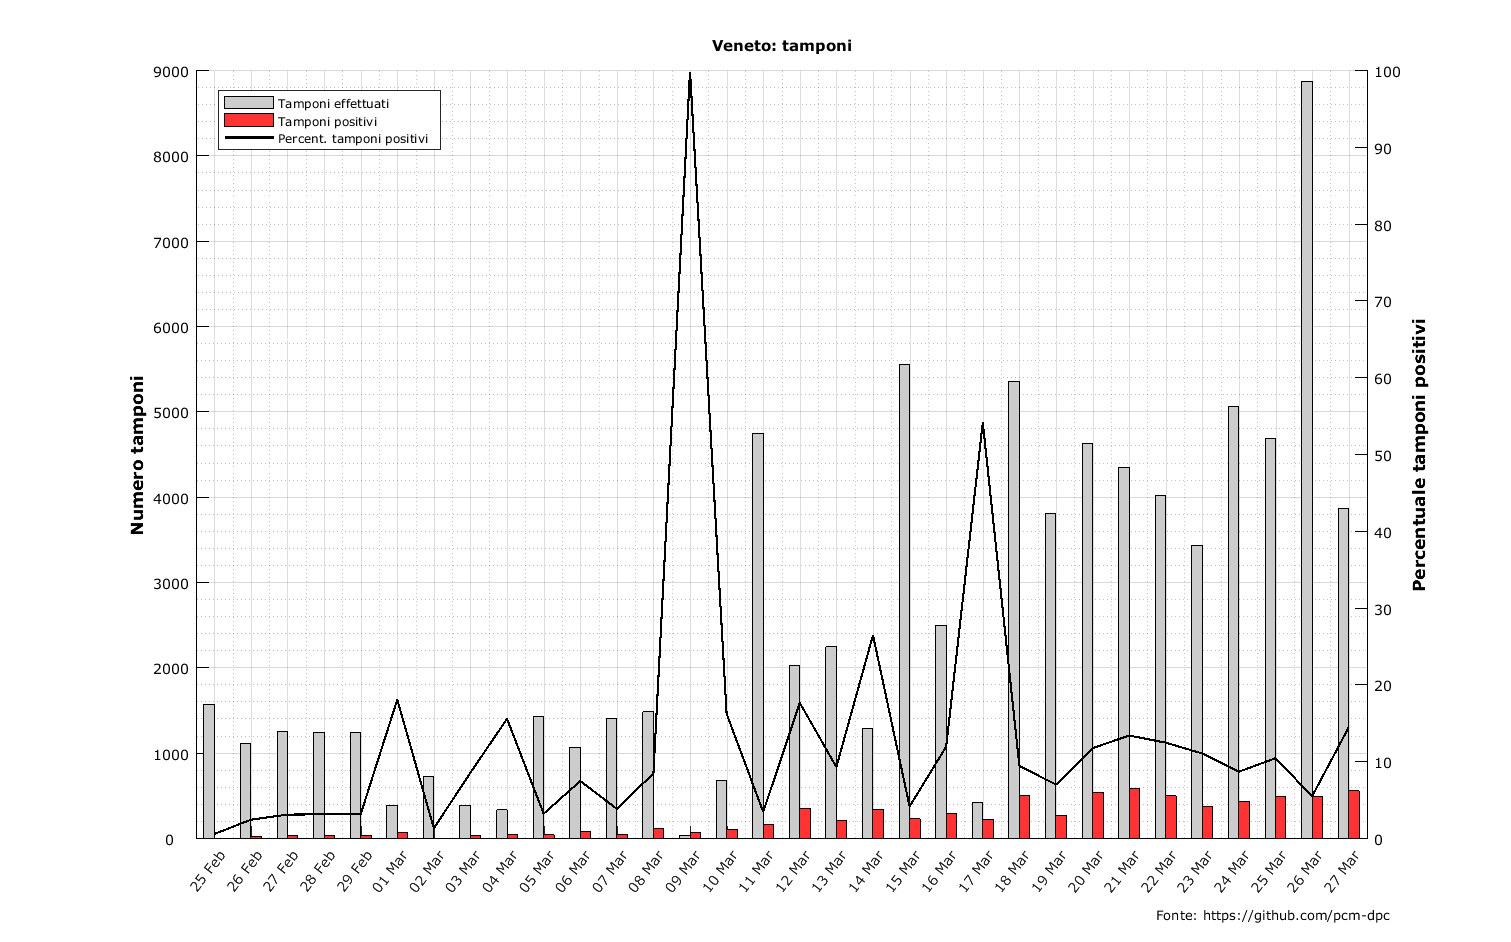 Veneto: tamponi
Tamponi effettuati
Tamponi positivi
Percent. tamponi positivi
Numero tamponi
9000
8000
7000
6000
5000
4000
3000
2000
1000
0
100
90
80
70
60
50
40
30
20
10
0
Percentuale tamponi positivi
25 Feb
26 Feb
27 Feb
28 Feb
29 Feb
01 Mar
02 Mar
03 Mar
04 Mar
05 Mar
06 Mar
07 Mar
08 Mar
09 Mar
10 Mar
11 Mar
12 Mar
13 Mar
14 Mar
15 Mar
16 Mar
17 Mar
18 Mar
19 Mar
20 Mar
21 Mar
22 Mar
23 Mar
24 Mar
25 Mar
26 Mar
27 Mar
Fonte: https://github.com/pcm-dpc